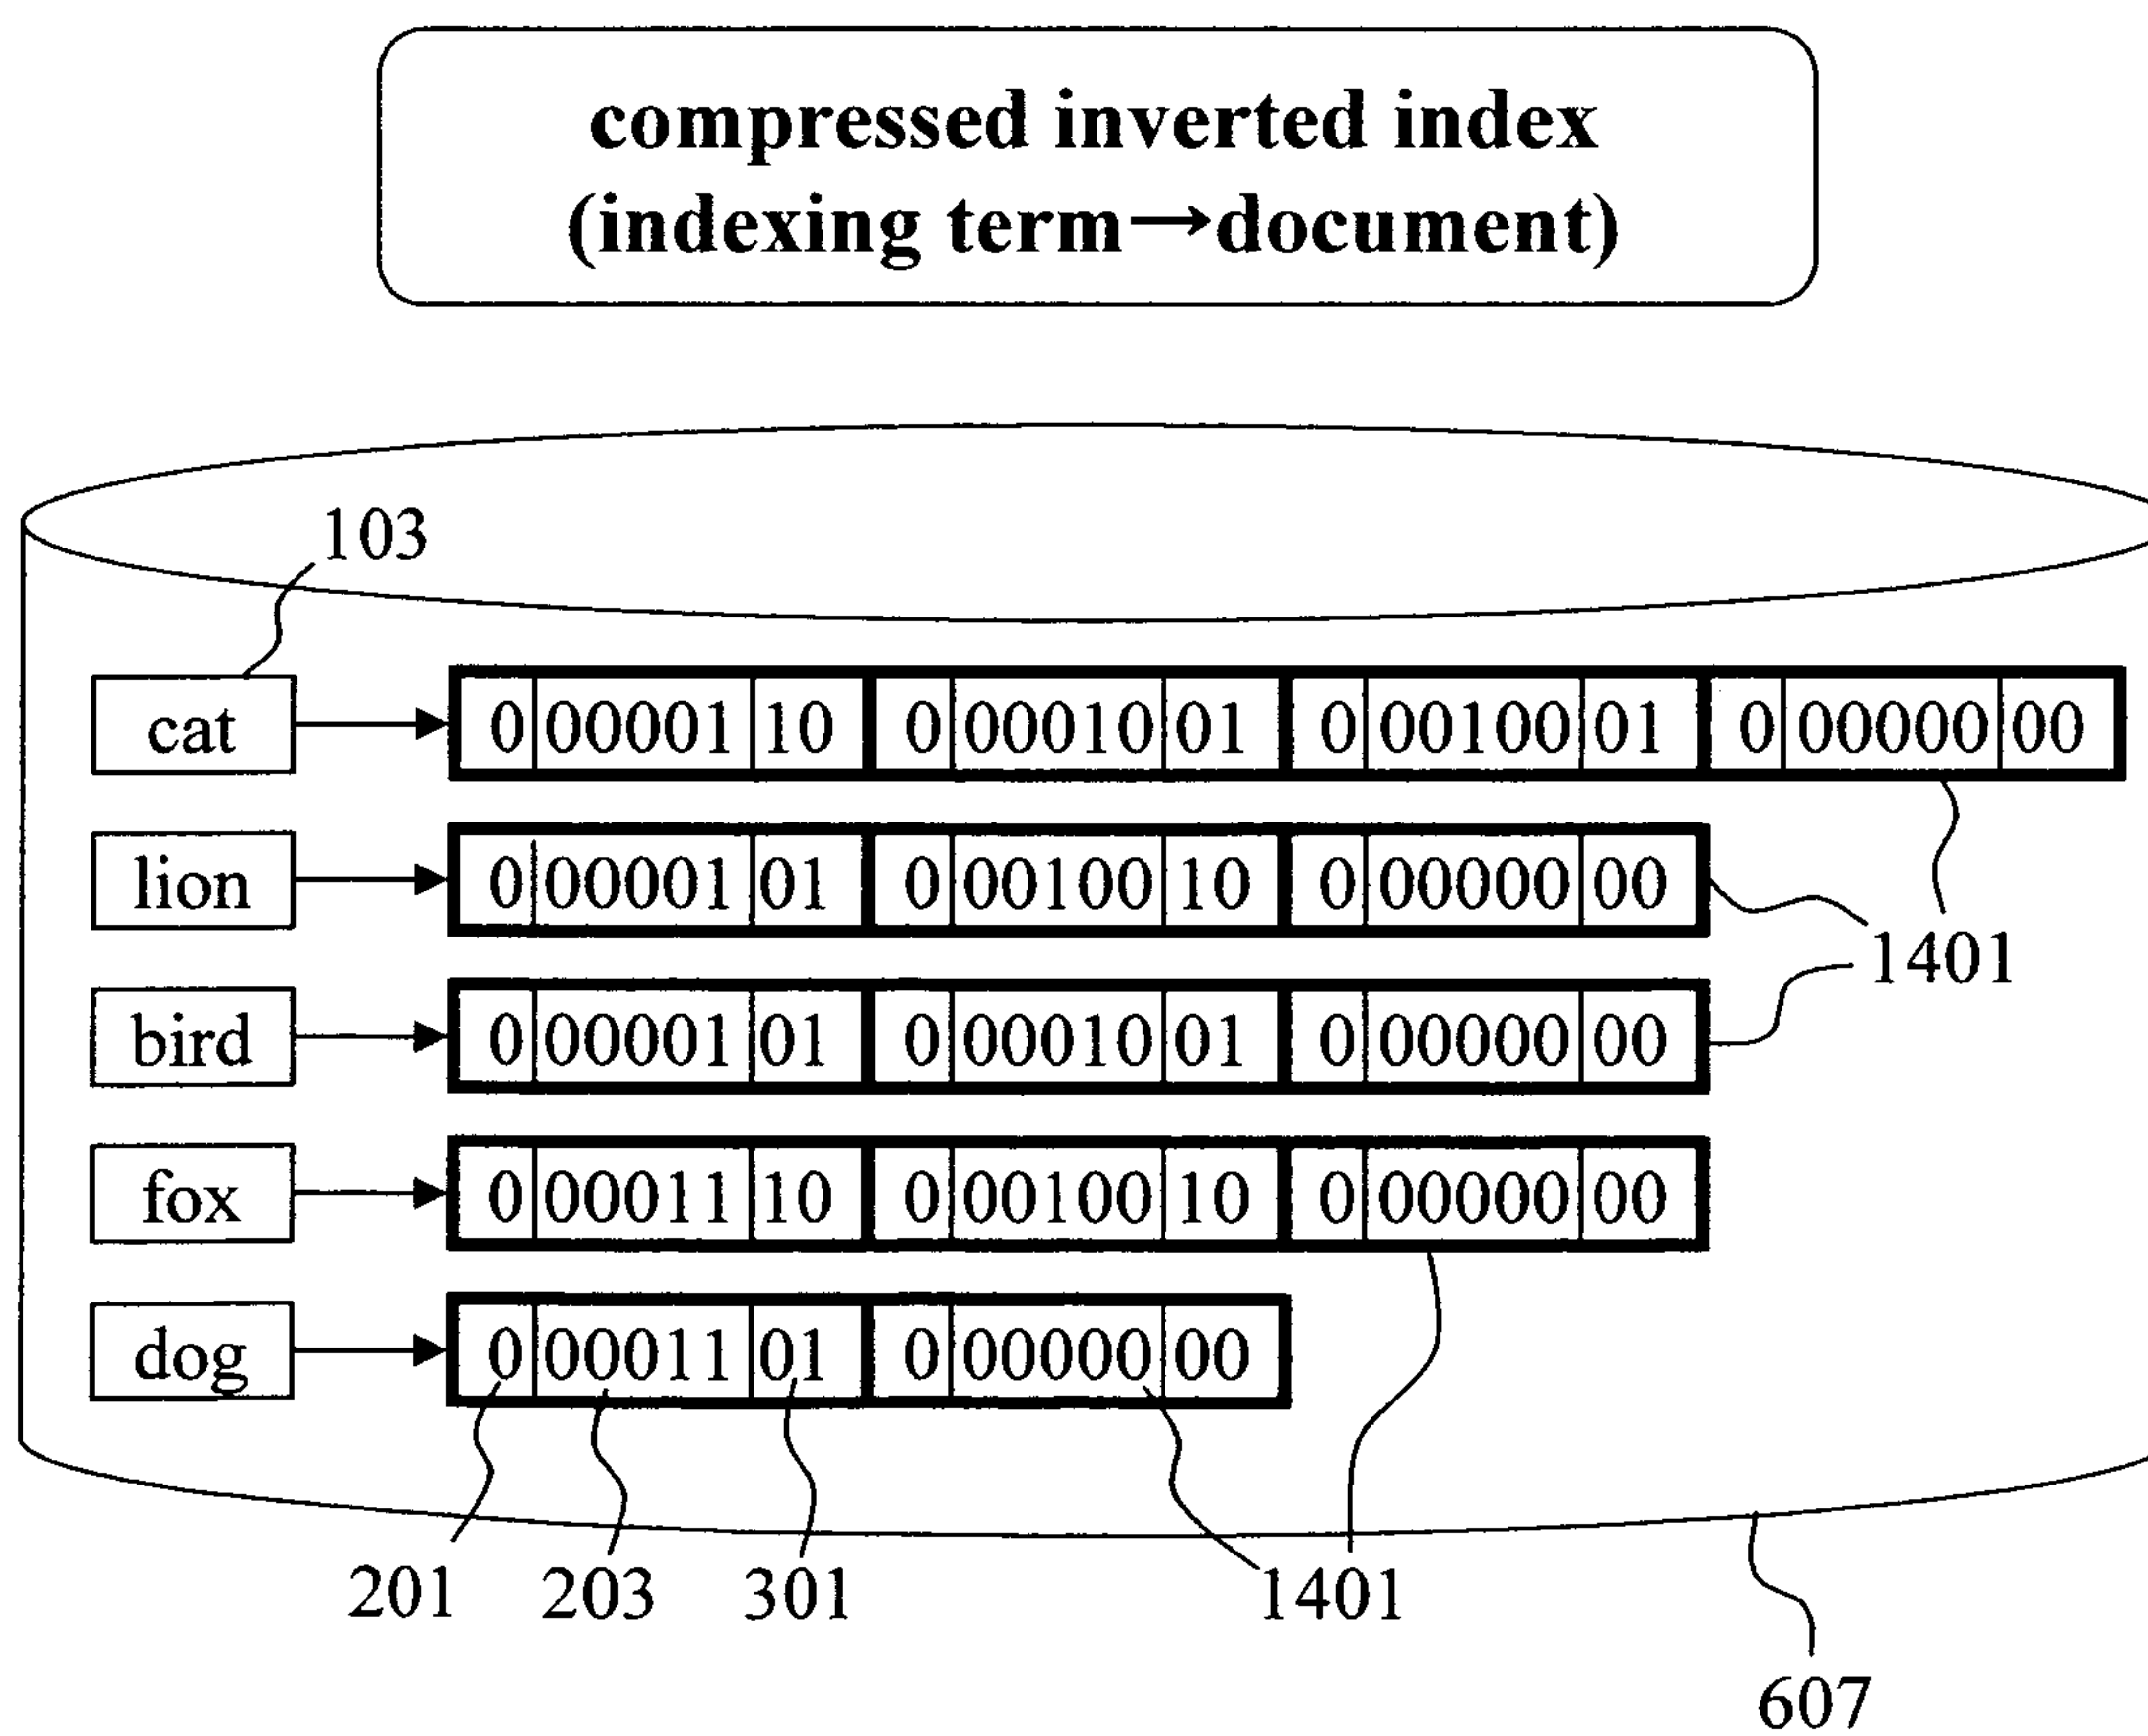 compressed inverted index
(indexing term→document)
103
cat 0 00001 10 0 00010 01 0 00100 01 0 00000 00
lion 0 00001 01 0 00100 10 0 00000 00
1401
bird 0 00001 01 0 00010 01 0 00000 00
fox 0 00011 10 0 00100 10 0 00000 00
dog 0 00011 01 0 00000 00
201 203 301 1401
607